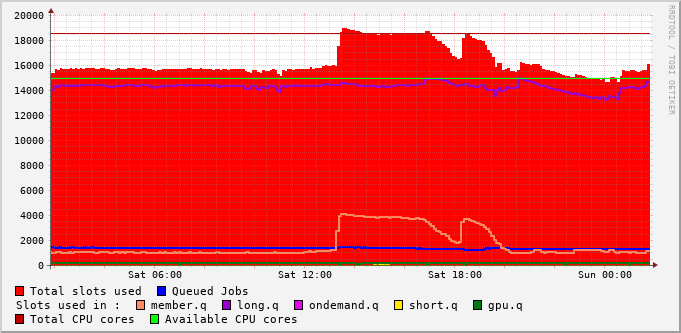 RRDTOOL / TOBI OETIKER
20000
18000
16000
14000
12000
10000
8000
6000
4000
2000
0
Sat 06:00 Sat 12:00 Sat 18:00 Sun 00:00
Total slots used Queued Jobs
Slots used in : member.q long.q ondemand.q short.q gpu.q
Total CPU cores Available CPU cores